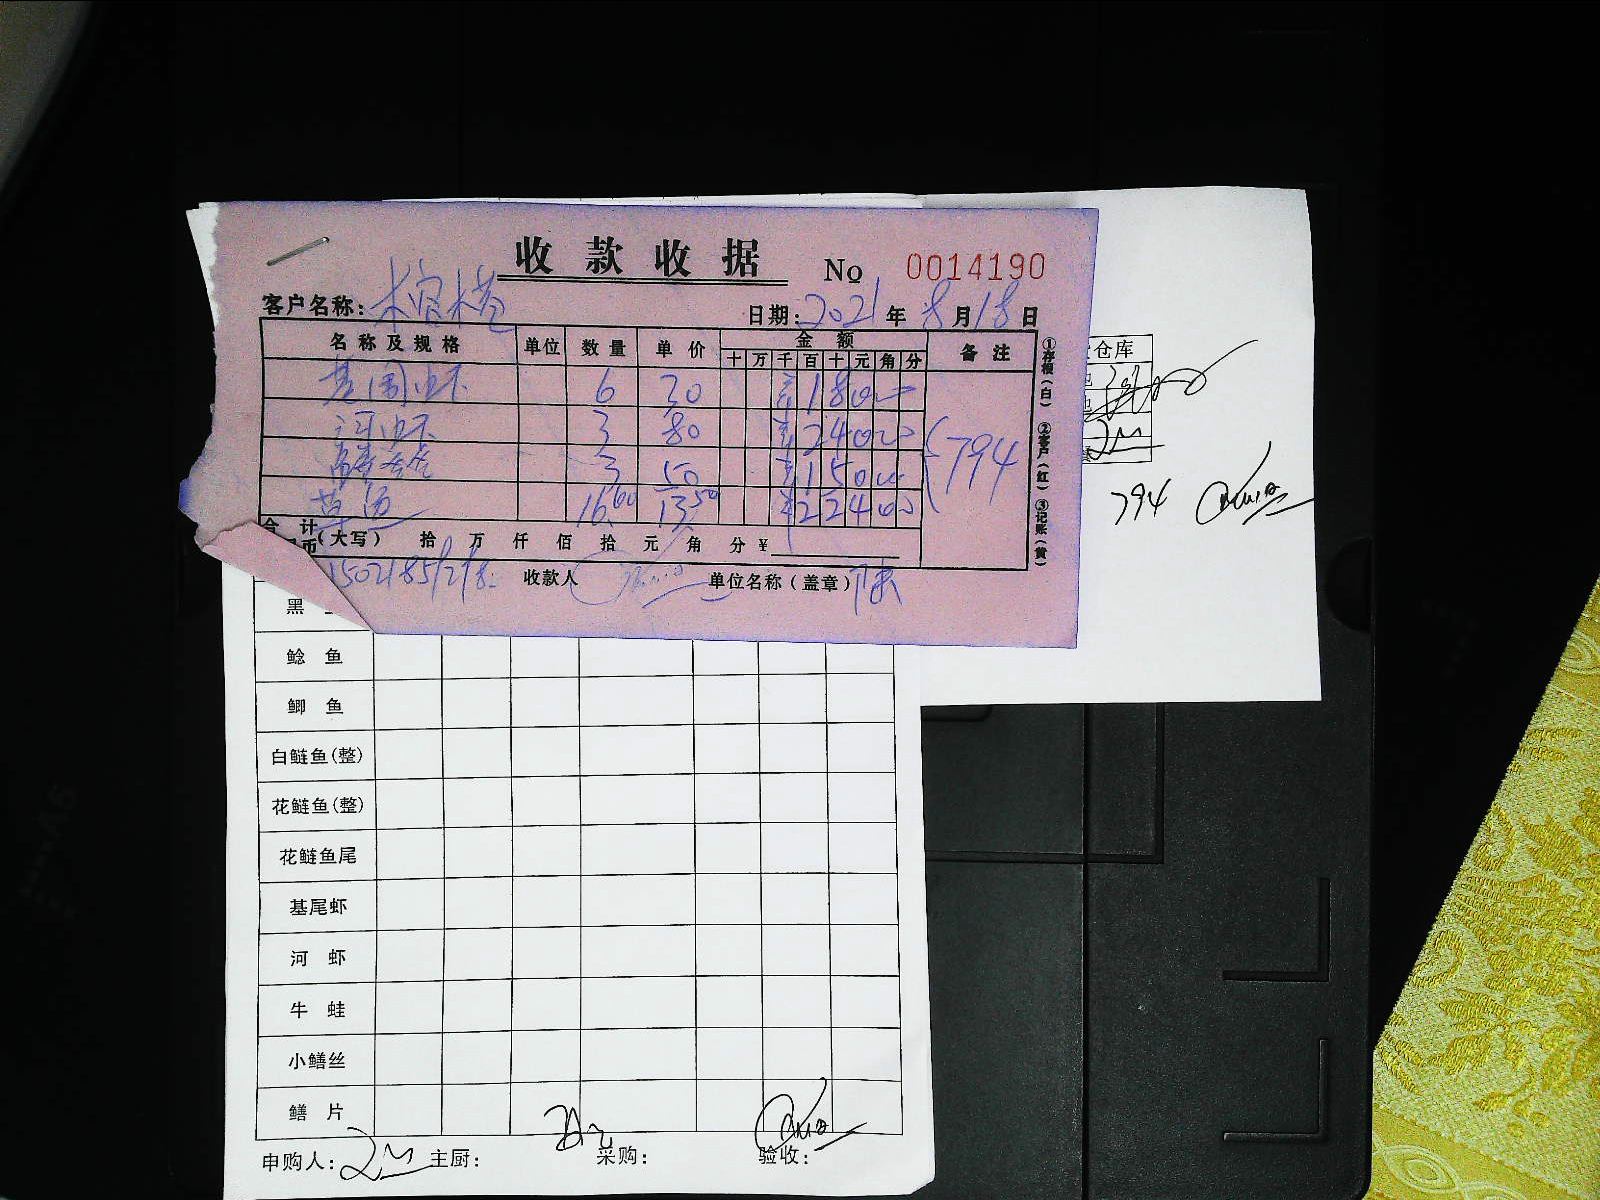 收款收据 No 0014190
客户名称:
日期: 2021 年 8 月 18 日
名称及规格 单位 数量 单价 金额 备注
十 万 千 百 十 元 角 分
基围虾 6 30 180
河虾 3 80 240
3 50 150
16.60 13.50 224
794
合计
币(大写) 拾 万 仟 佰 拾 元 角 分 ¥
收款人 单位名称(盖章)
①存根(白) ②客户(红) ③记账(黄)
仓库
794
黑
鲶鱼
鲫鱼
白鲢鱼(整)
花鲢鱼(整)
花鲢鱼尾
基尾虾
河虾
牛蛙
小鳝丝
鳝片
申购人: 主厨: 采购: 验收: